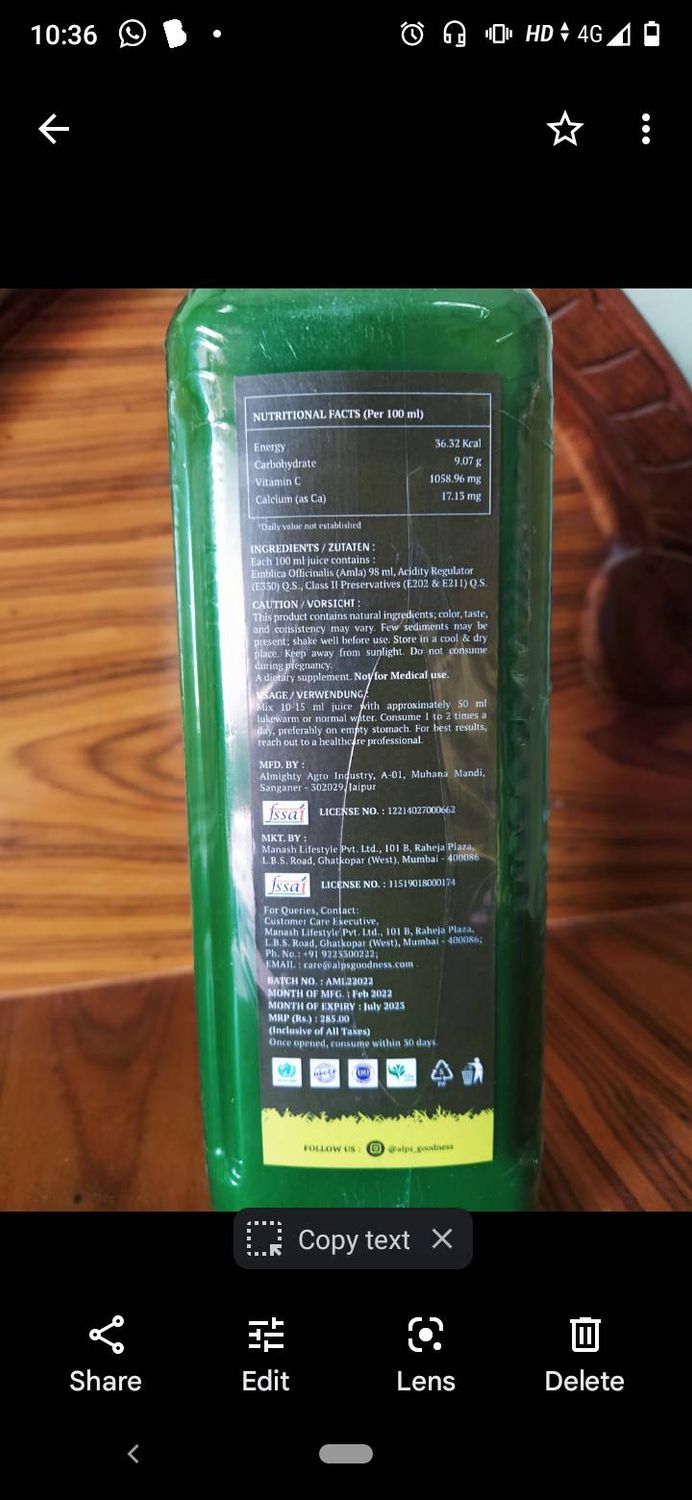 10:36
HD 4G
NUTRITIONAL FACTS (Per 100 ml)
Energy 36.32 Kcal
Carbohydrate 9.07 g
Vitamin C 1058.96 mg
Calcium (as Ca) 17.13 mg
*Daily value not established
INGREDIENTS / ZUTATEN :
Each 100 ml juice contains :
Emblica Officinalis (Amla) 98 ml, Acidity Regulator
(E330) Q.S., Class II Preservatives (E202 & E211) Q.S.
CAUTION / VORSICHT :
This product contains natural ingredients; color, taste,
and consistency may vary. Few sediments may be
present; shake well before use. Store in a cool & dry
place. Keep away from sunlight. Do not consume
during pregnancy.
A dietary supplement. Not for Medical use.
USAGE / VERWENDUNG :
Mix 10-15 ml juice with approximately 50 ml
lukewarm or normal water. Consume 1 to 2 times a
day, preferably on empty stomach. For best results,
reach out to a healthcare professional.
MFD. BY :
Almighty Agro Industry, A-01, Muhana Mandi,
Sanganer - 302029, Jaipur
fssai LICENSE NO. : 12214027000662
MKT. BY :
Manash Lifestyle Pvt. Ltd., 101 B, Raheja Plaza,
L.B.S. Road, Ghatkopar (West), Mumbai - 400086
fssai LICENSE NO. : 11519018000174
For Queries, Contact:
Customer Care Executive,
Manash Lifestyle Pvt. Ltd., 101 B, Raheja Plaza,
L.B.S. Road, Ghatkopar (West), Mumbai - 400086;
Ph. No.: +91 9223300222;
EMAIL : care@alpsgoodness.com
BATCH NO. : AML22022
MONTH OF MFG. : Feb 2022
MONTH OF EXPIRY : July 2023
MRP (Rs.) : 285.00
(Inclusive of All Taxes)
Once opened, consume within 30 days
HACCP ISO
FOLLOW US : @alps_goodness
Copy text
Share Edit Lens Delete